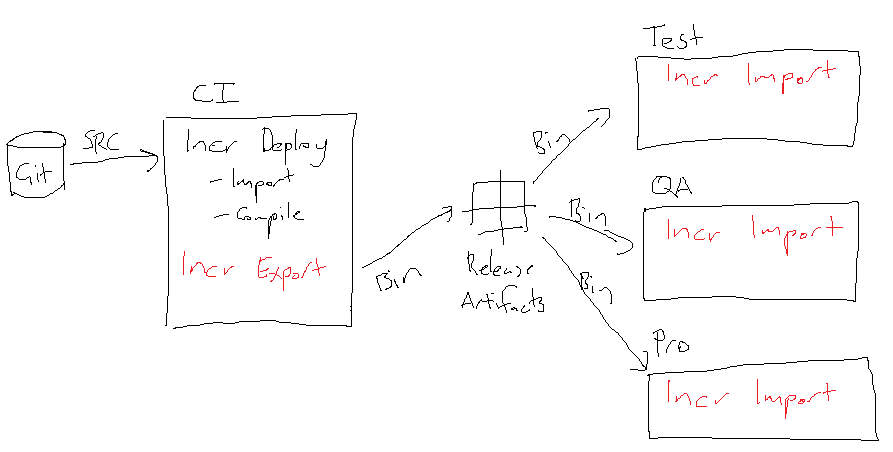 Git
SRC
CI
Incr Deploy
- Import
- Compile
Incr Export
Bin
Release
Artifacts
Bin
Bin
Bin
Test
Incr Import
QA
Incr Import
Pro
Incr Import